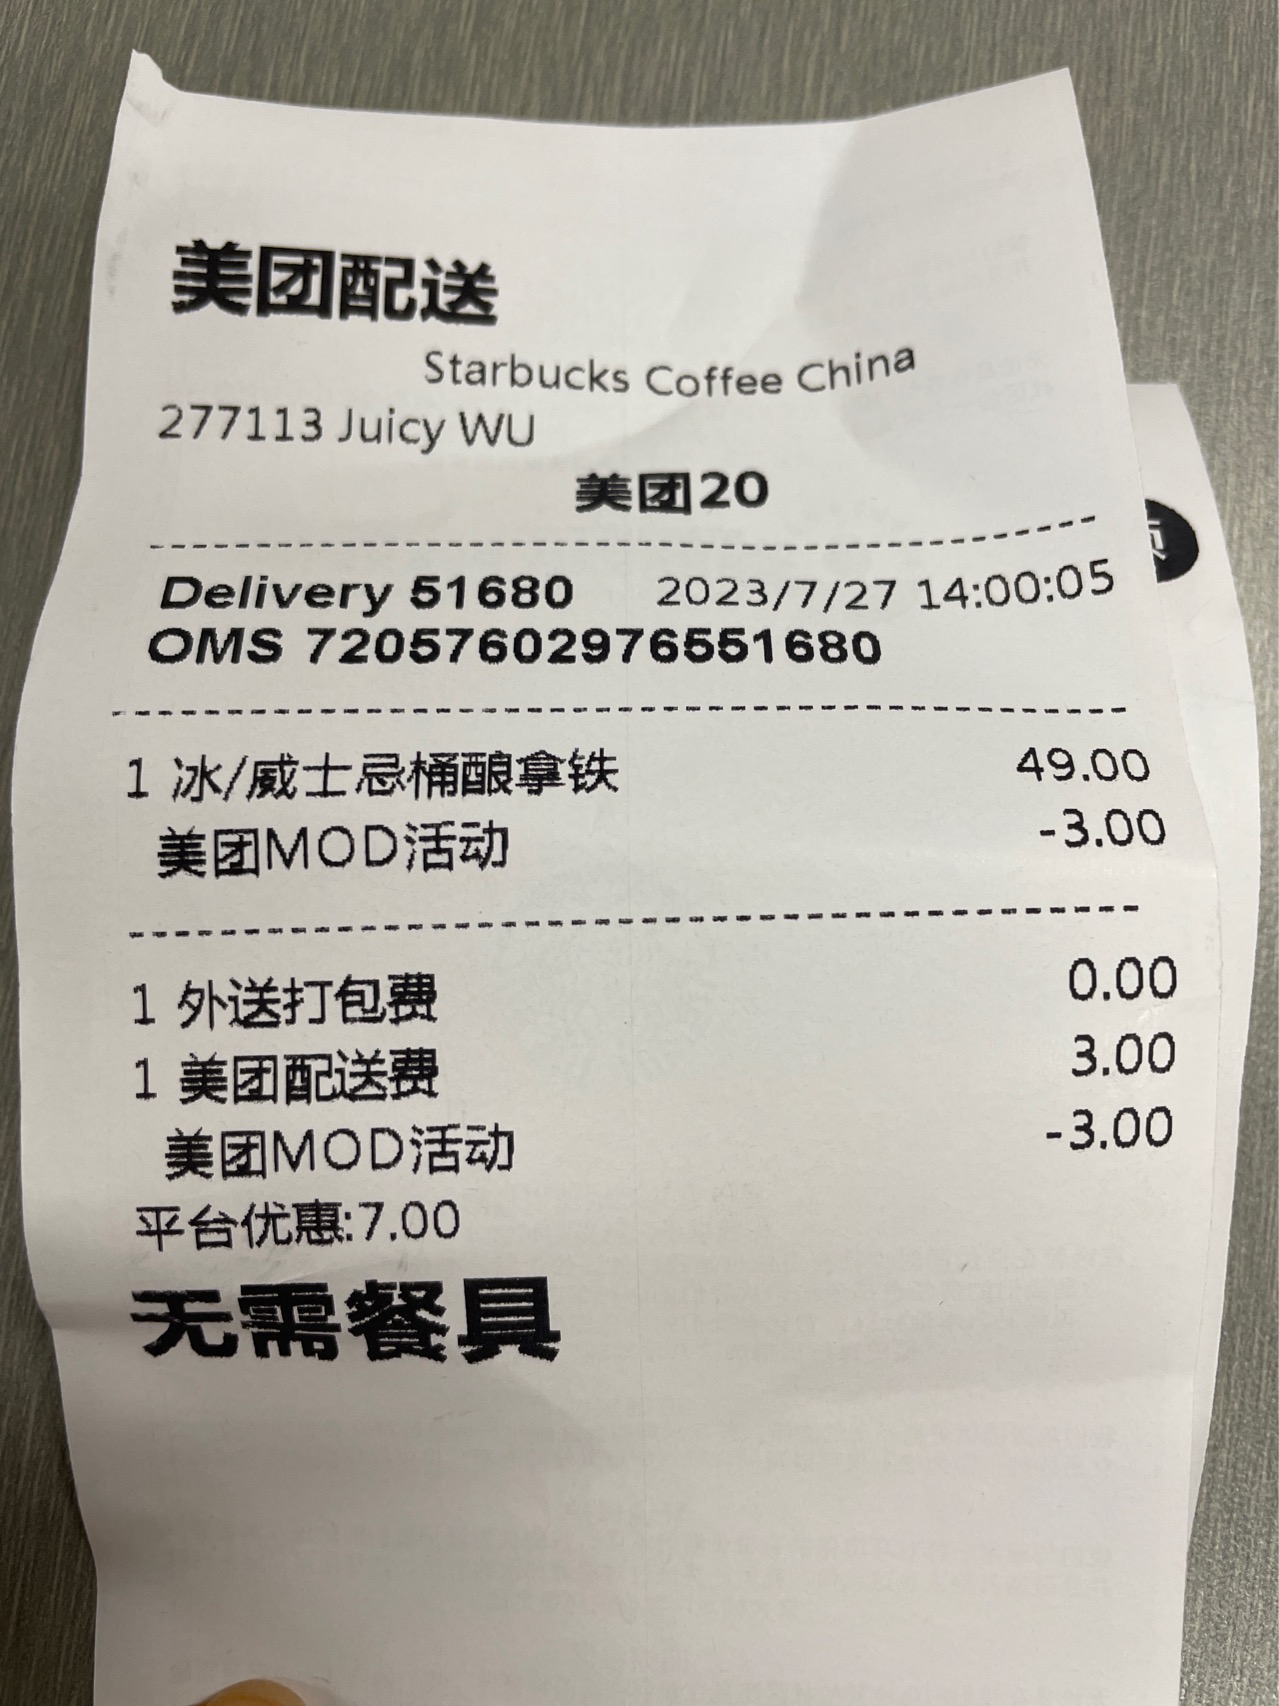 美团配送
Starbucks Coffee China
277113 Juicy WU
美团20
Delivery 51680 2023/7/27 14:00:05
OMS 72057602976551680
1 冰/威士忌桶酿拿铁 49.00
美团MOD活动 -3.00
1 外送打包费 0.00
1 美团配送费 3.00
美团MOD活动 -3.00
平台优惠:7.00
无需餐具